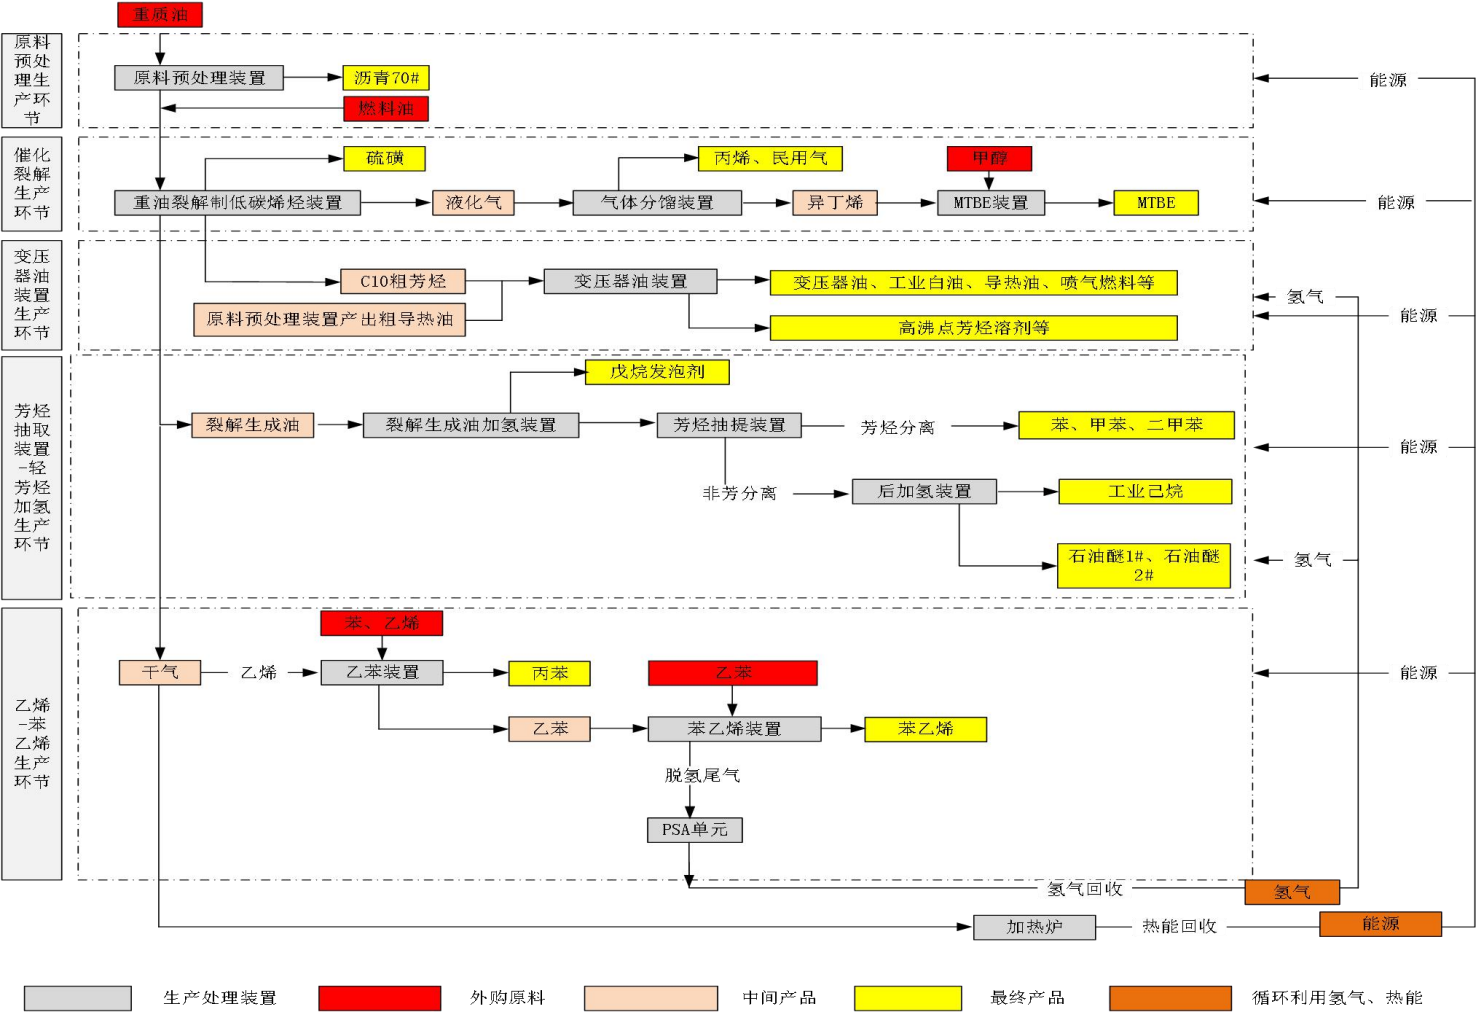 重质油
原料
预处
理生
产环
节
原料预处理装置
沥青70#
燃料油
能源
催化
裂解
生产
环节
硫磺
丙烯、民用气
甲醇
重油裂解制低碳烯烃装置
液化气
气体分馏装置
异丁烯
MTBE装置
MTBE
能源
变压
器油
装置
生产
环节
C10粗芳烃
变压器油装置
变压器油、工业白油、导热油、喷气燃料等
原料预处理装置产出粗导热油
高沸点芳烃溶剂等
氢气
能源
芳烃
抽取
装置
-轻
芳烃
加氢
生产
环节
戊烷发泡剂
裂解生成油
裂解生成油加氢装置
芳烃抽提装置
芳烃分离
苯、甲苯、二甲苯
能源
非芳分离
后加氢装置
工业己烷
石油醚1#、石油醚
2#
氢气
乙烯
-苯
乙烯
生产
环节
苯、乙烯
干气
乙烯
乙苯装置
丙苯
乙苯
能源
乙苯
苯乙烯装置
苯乙烯
脱氢尾气
PSA单元
氢气回收
氢气
加热炉
热能回收
能源
生产处理装置
外购原料
中间产品
最终产品
循环利用氢气、热能